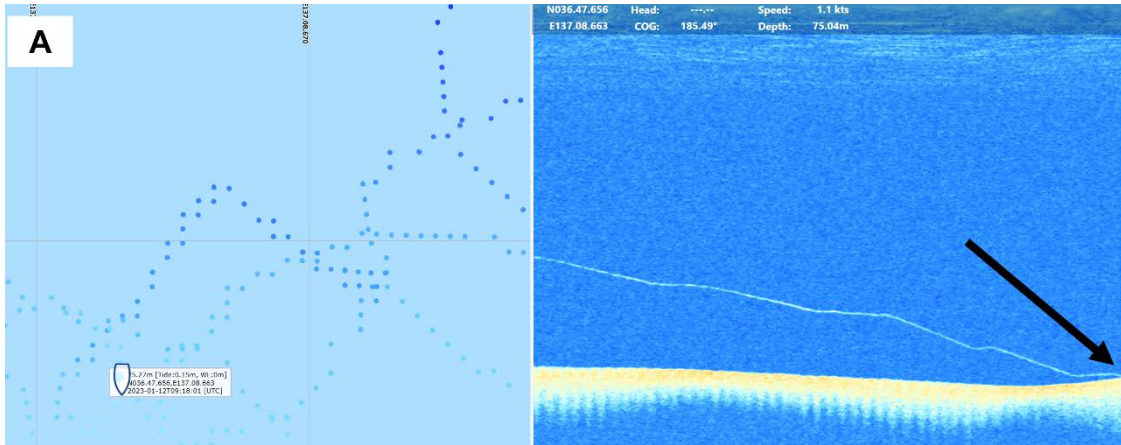 A
E137.08.670
N036.47.656 Head: ---.-- Speed: 1.1 kts
E137.08.663 COG: 185.49° Depth: 75.04m
75.27m [Tide:0.15m, WL:0m]
N036.47.656,E137.08.663
2023-01-12T09:18:01 [UTC]